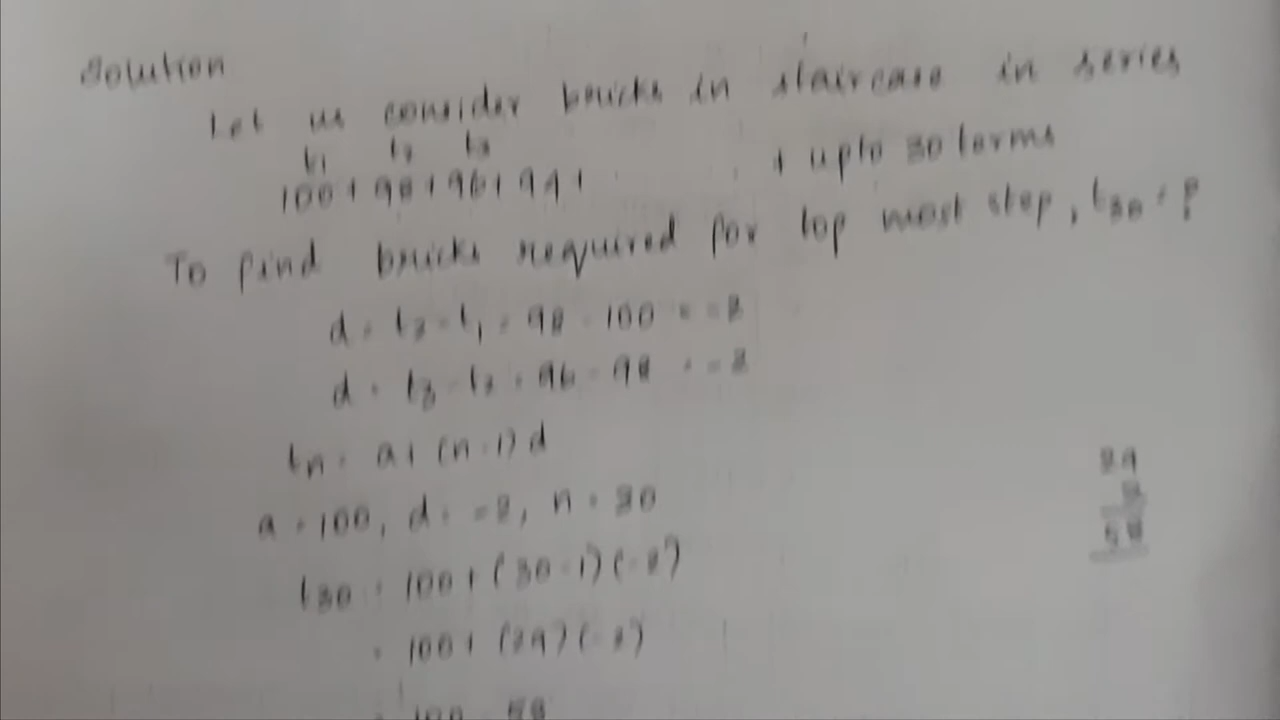 Solution
Let us consider bricks in staircase in series
t₁ t₂ t₃
100 + 98 + 96 + 94 + . . + upto 30 terms
To find bricks required for top most step, t₃₀ = ?
d = t₂ - t₁ = 98 - 100 = -2
d = t₃ - t₂ = 96 - 98 = -2
tₙ = a + (n-1) d
a = 100, d = -2, n = 30
29
2
58
t₃₀ = 100 + (30-1) (-2)
= 100 + (29) (-2)
= 100 - 58